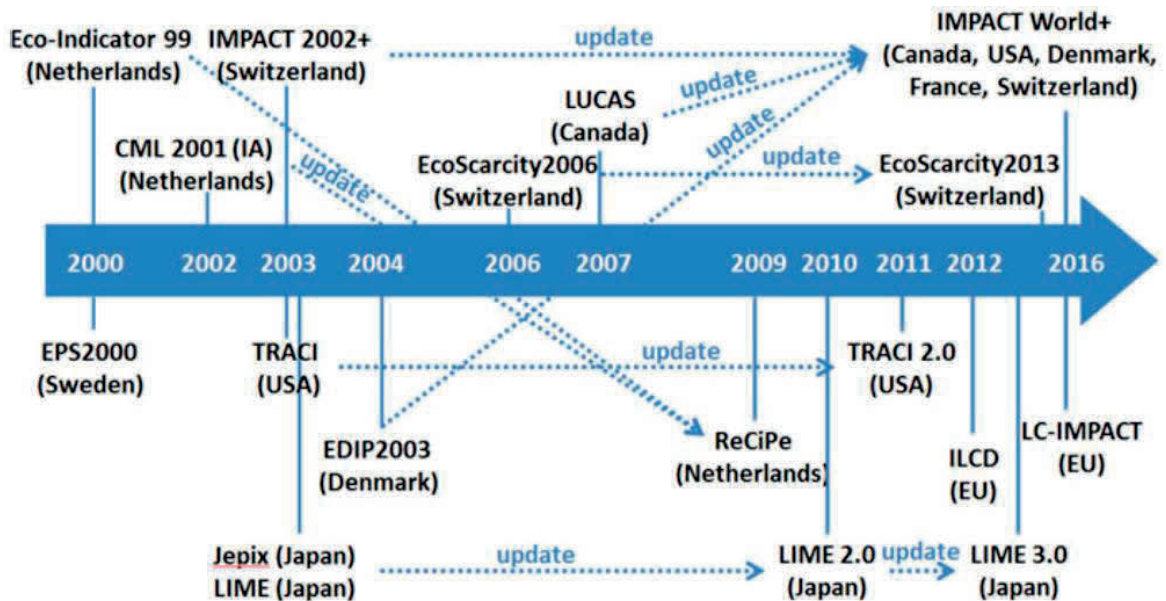 Eco-Indicator 99
(Netherlands)
IMPACT 2002+
(Switzerland)
update
IMPACT World+
(Canada, USA, Denmark,
France, Switzerland)
LUCAS
(Canada)
update
update
CML 2001 (IA)
(Netherlands)
update
EcoScarcity2006
(Switzerland)
update
EcoScarcity2013
(Switzerland)
2000 2002 2003 2004 2006 2007 2009 2010 2011 2012 2016
EPS2000
(Sweden)
TRACI
(USA)
update
TRACI 2.0
(USA)
EDIP2003
(Denmark)
ReCiPe
(Netherlands)
ILCD
(EU)
LC-IMPACT
(EU)
Jepix (Japan)
LIME (Japan)
update
LIME 2.0
(Japan)
update
LIME 3.0
(Japan)